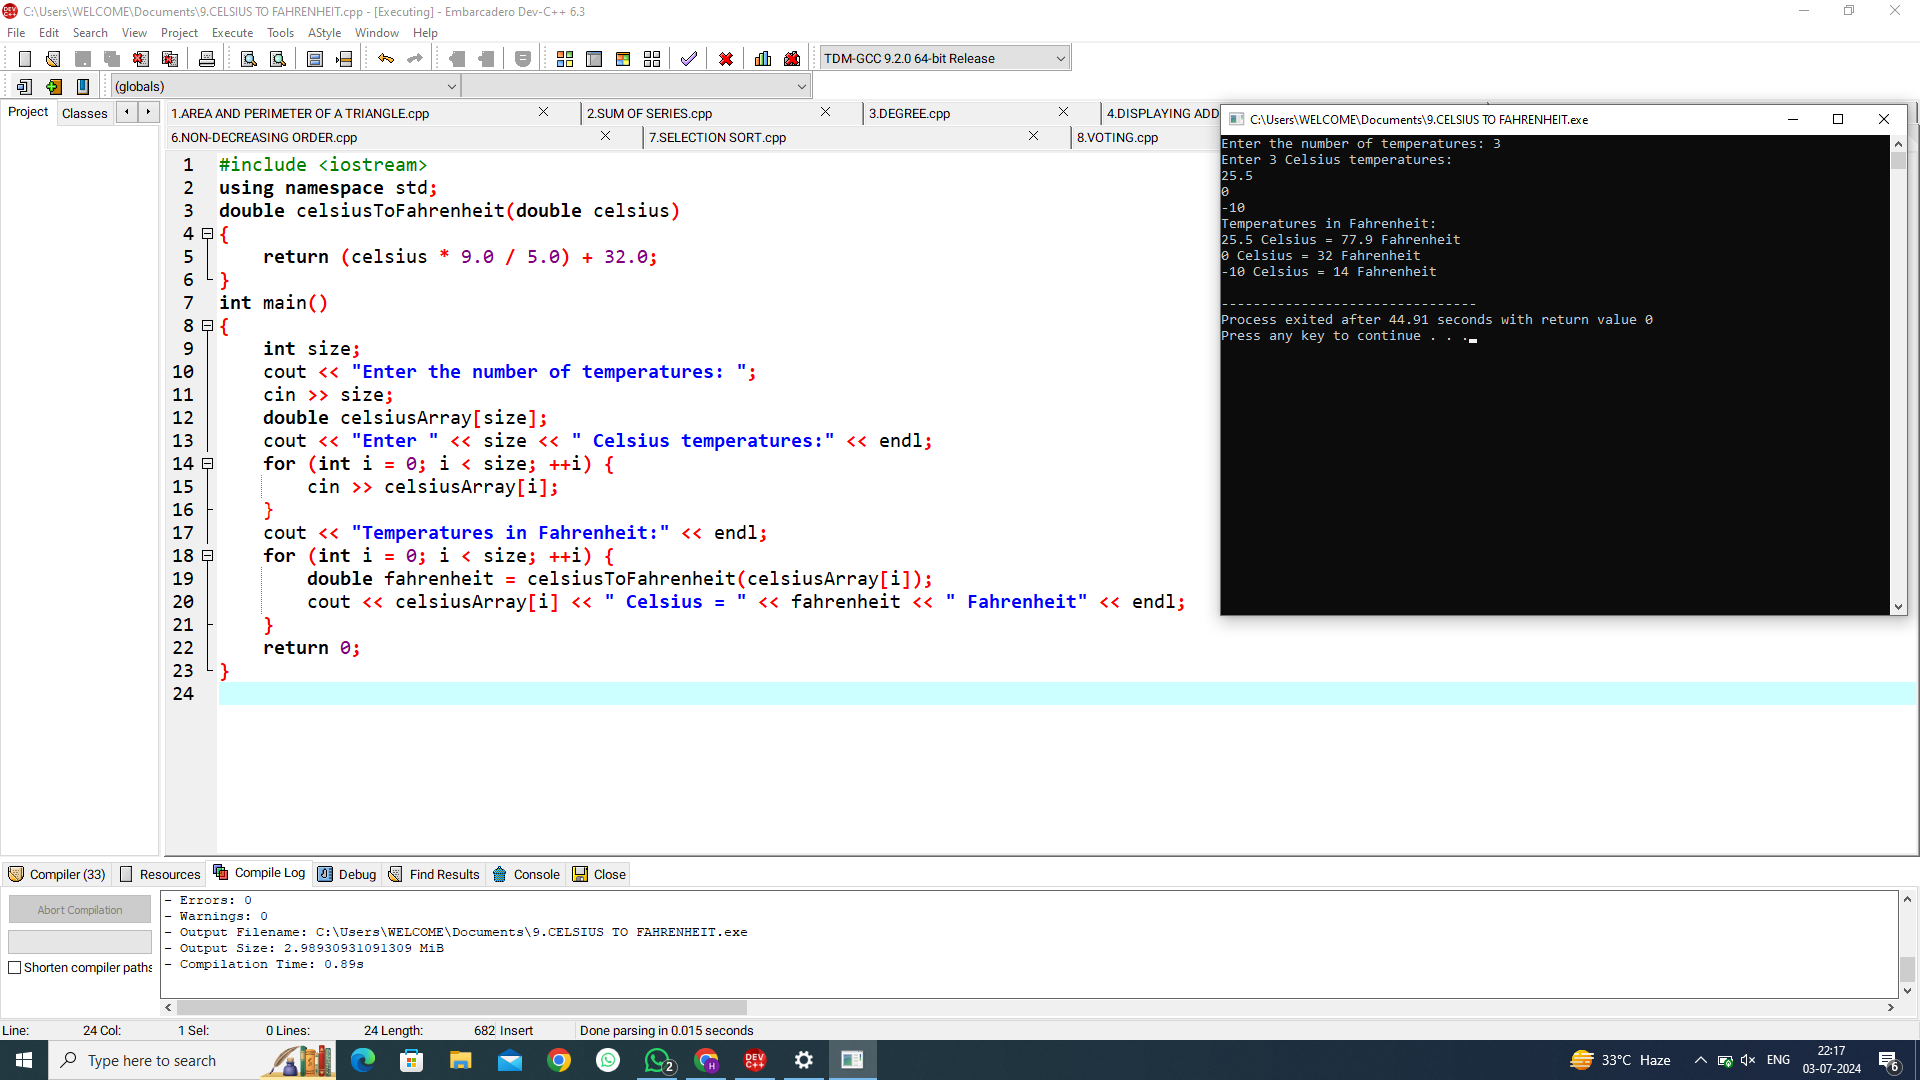 C:\Users\WELCOME\Documents\9.CELSIUS TO FAHRENHEIT.cpp - [Executing] - Embarcadero Dev-C++ 6.3
File Edit Search View Project Execute Tools AStyle Window Help
TDM-GCC 9.2.0 64-bit Release
(globals)
Project Classes
1.AREA AND PERIMETER OF A TRIANGLE.cpp 2.SUM OF SERIES.cpp 3.DEGREE.cpp 4.DISPLAYING ADD
6.NON-DECREASING ORDER.cpp 7.SELECTION SORT.cpp 8.VOTING.cpp
1 #include <iostream>
2 using namespace std;
3 double celsiusToFahrenheit(double celsius)
4 {
5 return (celsius * 9.0 / 5.0) + 32.0;
6 }
7 int main()
8 {
9 int size;
10 cout << "Enter the number of temperatures: ";
11 cin >> size;
12 double celsiusArray[size];
13 cout << "Enter " << size << " Celsius temperatures:" << endl;
14 for (int i = 0; i < size; ++i) {
15 cin >> celsiusArray[i];
16 }
17 cout << "Temperatures in Fahrenheit:" << endl;
18 for (int i = 0; i < size; ++i) {
19 double fahrenheit = celsiusToFahrenheit(celsiusArray[i]);
20 cout << celsiusArray[i] << " Celsius = " << fahrenheit << " Fahrenheit" << endl;
21 }
22 return 0;
23 }
24
C:\Users\WELCOME\Documents\9.CELSIUS TO FAHRENHEIT.exe
Enter the number of temperatures: 3
Enter 3 Celsius temperatures:
25.5
0
-10
Temperatures in Fahrenheit:
25.5 Celsius = 77.9 Fahrenheit
0 Celsius = 32 Fahrenheit
-10 Celsius = 14 Fahrenheit
--------------------------------
Process exited after 44.91 seconds with return value 0
Press any key to continue . . .
Compiler (33) Resources Compile Log Debug Find Results Console Close
Abort Compilation
Shorten compiler paths
- Errors: 0
- Warnings: 0
- Output Filename: C:\Users\WELCOME\Documents\9.CELSIUS TO FAHRENHEIT.exe
- Output Size: 2.98930931091309 MiB
- Compilation Time: 0.89s
Line: 24 Col: 1 Sel: 0 Lines: 24 Length: 682 Insert Done parsing in 0.015 seconds
Type here to search
2
H
DEV C++
33°C Haze
ENG
22:17
03-07-2024
6